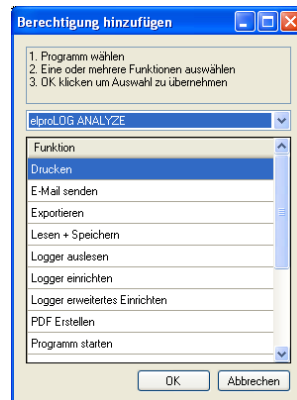 Berechtigung hinzufügen
1. Programm wählen
2. Eine oder mehrere Funktionen auswählen
3. OK klicken um Auswahl zu übernehmen
elproLOG ANALYZE
Funktion
Drucken
E-Mail senden
Exportieren
Lesen + Speichern
Logger auslesen
Logger einrichten
Logger erweitertes Einrichten
PDF Erstellen
Programm starten
OK Abbrechen